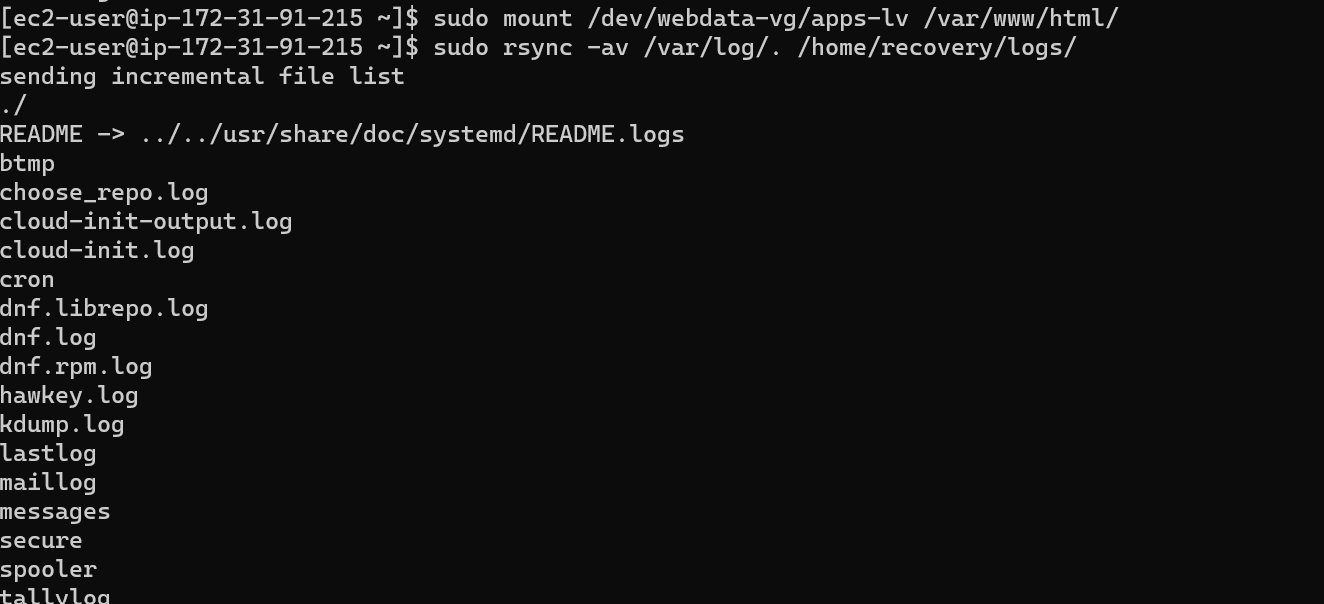 [ec2-user@ip-172-31-91-215 ~]$ sudo mount /dev/webdata-vg/apps-lv /var/www/html/
[ec2-user@ip-172-31-91-215 ~]$ sudo rsync -av /var/log/. /home/recovery/logs/
sending incremental file list
./
README -> ../../usr/share/doc/systemd/README.logs
btmp
choose_repo.log
cloud-init-output.log
cloud-init.log
cron
dnf.librepo.log
dnf.log
dnf.rpm.log
hawkey.log
kdump.log
lastlog
maillog
messages
secure
spooler
tallylog